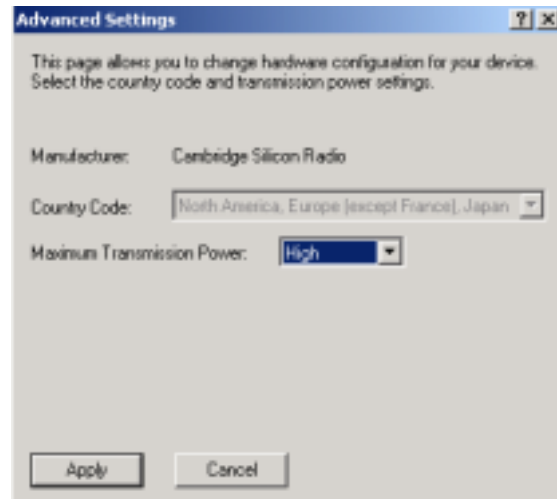 Advanced Settings
This page allows you to change hardware configuration for your device.
Select the country code and transmission power settings.
Manufacturer: Cambridge Silicon Radio
Country Code: North America, Europe (except France), Japan
Maximum Transmission Power: High
Apply Cancel